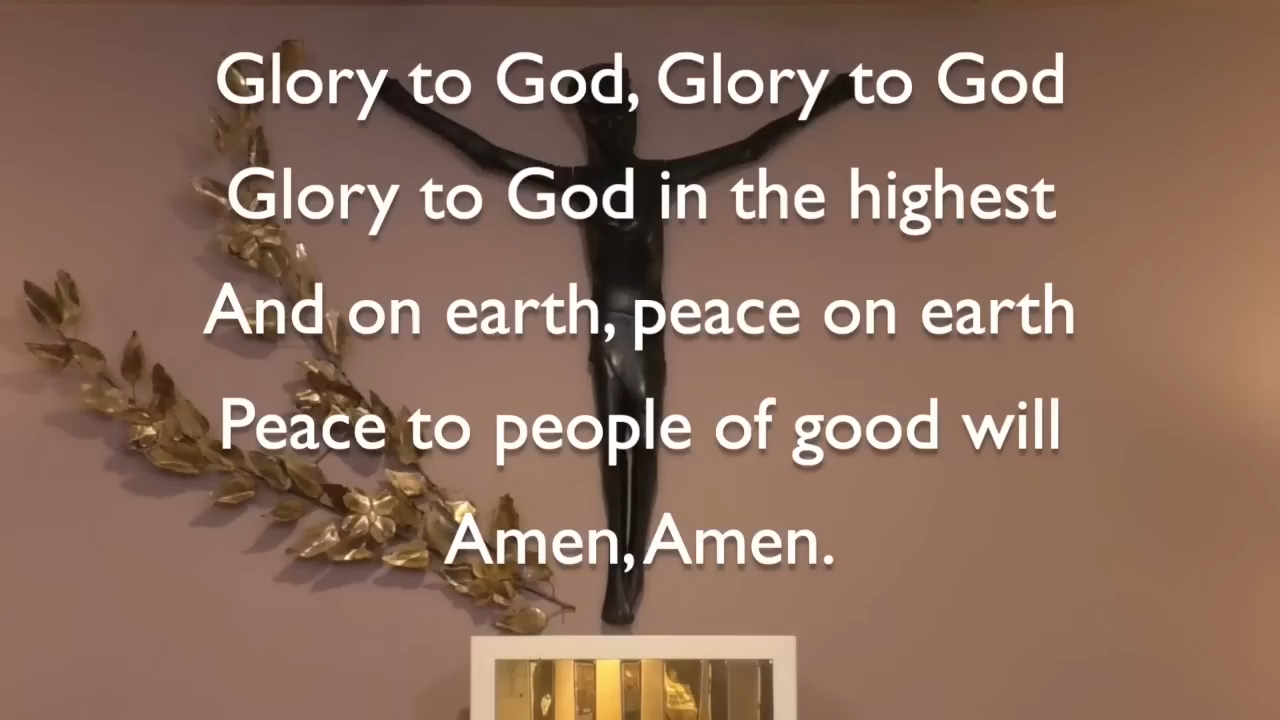 Glory to God, Glory to God
Glory to God in the highest
And on earth, peace on earth
Peace to people of good will
Amen, Amen.